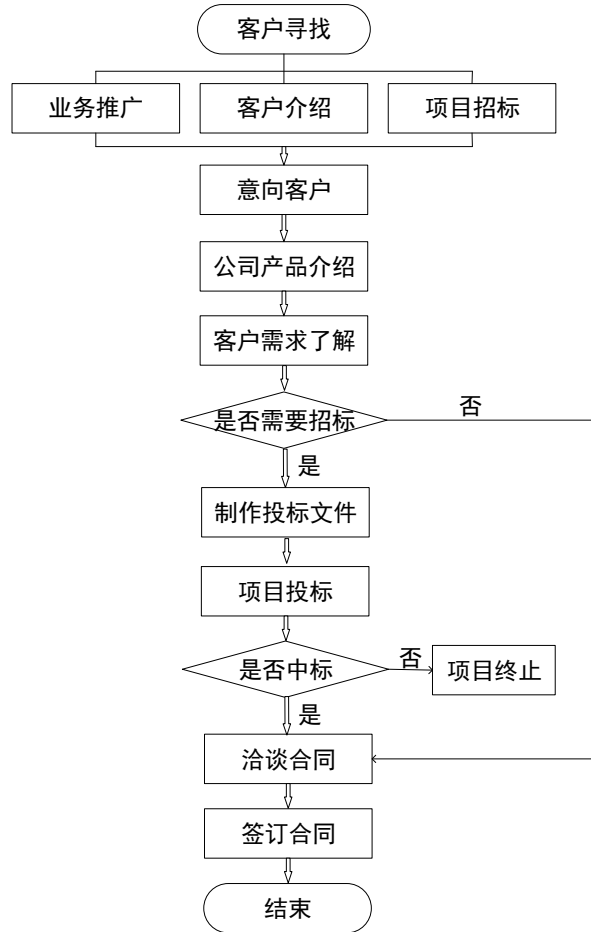 客户寻找
业务推广
客户介绍
项目招标
意向客户
公司产品介绍
客户需求了解
是否需要招标
否
是
制作投标文件
项目投标
是否中标
否
项目终止
是
洽谈合同
签订合同
结束